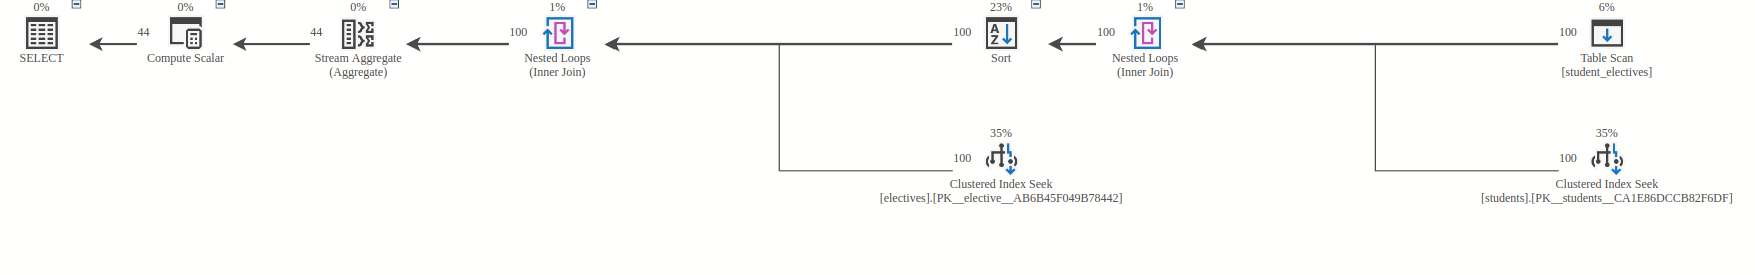 0% 0% 0% 1% 23% 1% 6%
44 44 100 100 100 100
SELECT Compute Scalar Stream Aggregate Nested Loops Sort Nested Loops Table Scan
(Aggregate) (Inner Join) (Inner Join) [student_electives]
35% 35%
100 100
Clustered Index Seek Clustered Index Seek
[electives].[PK__elective__AB6B45F049B78442] [students].[PK__students__CA1E86DCCB82F6DF]